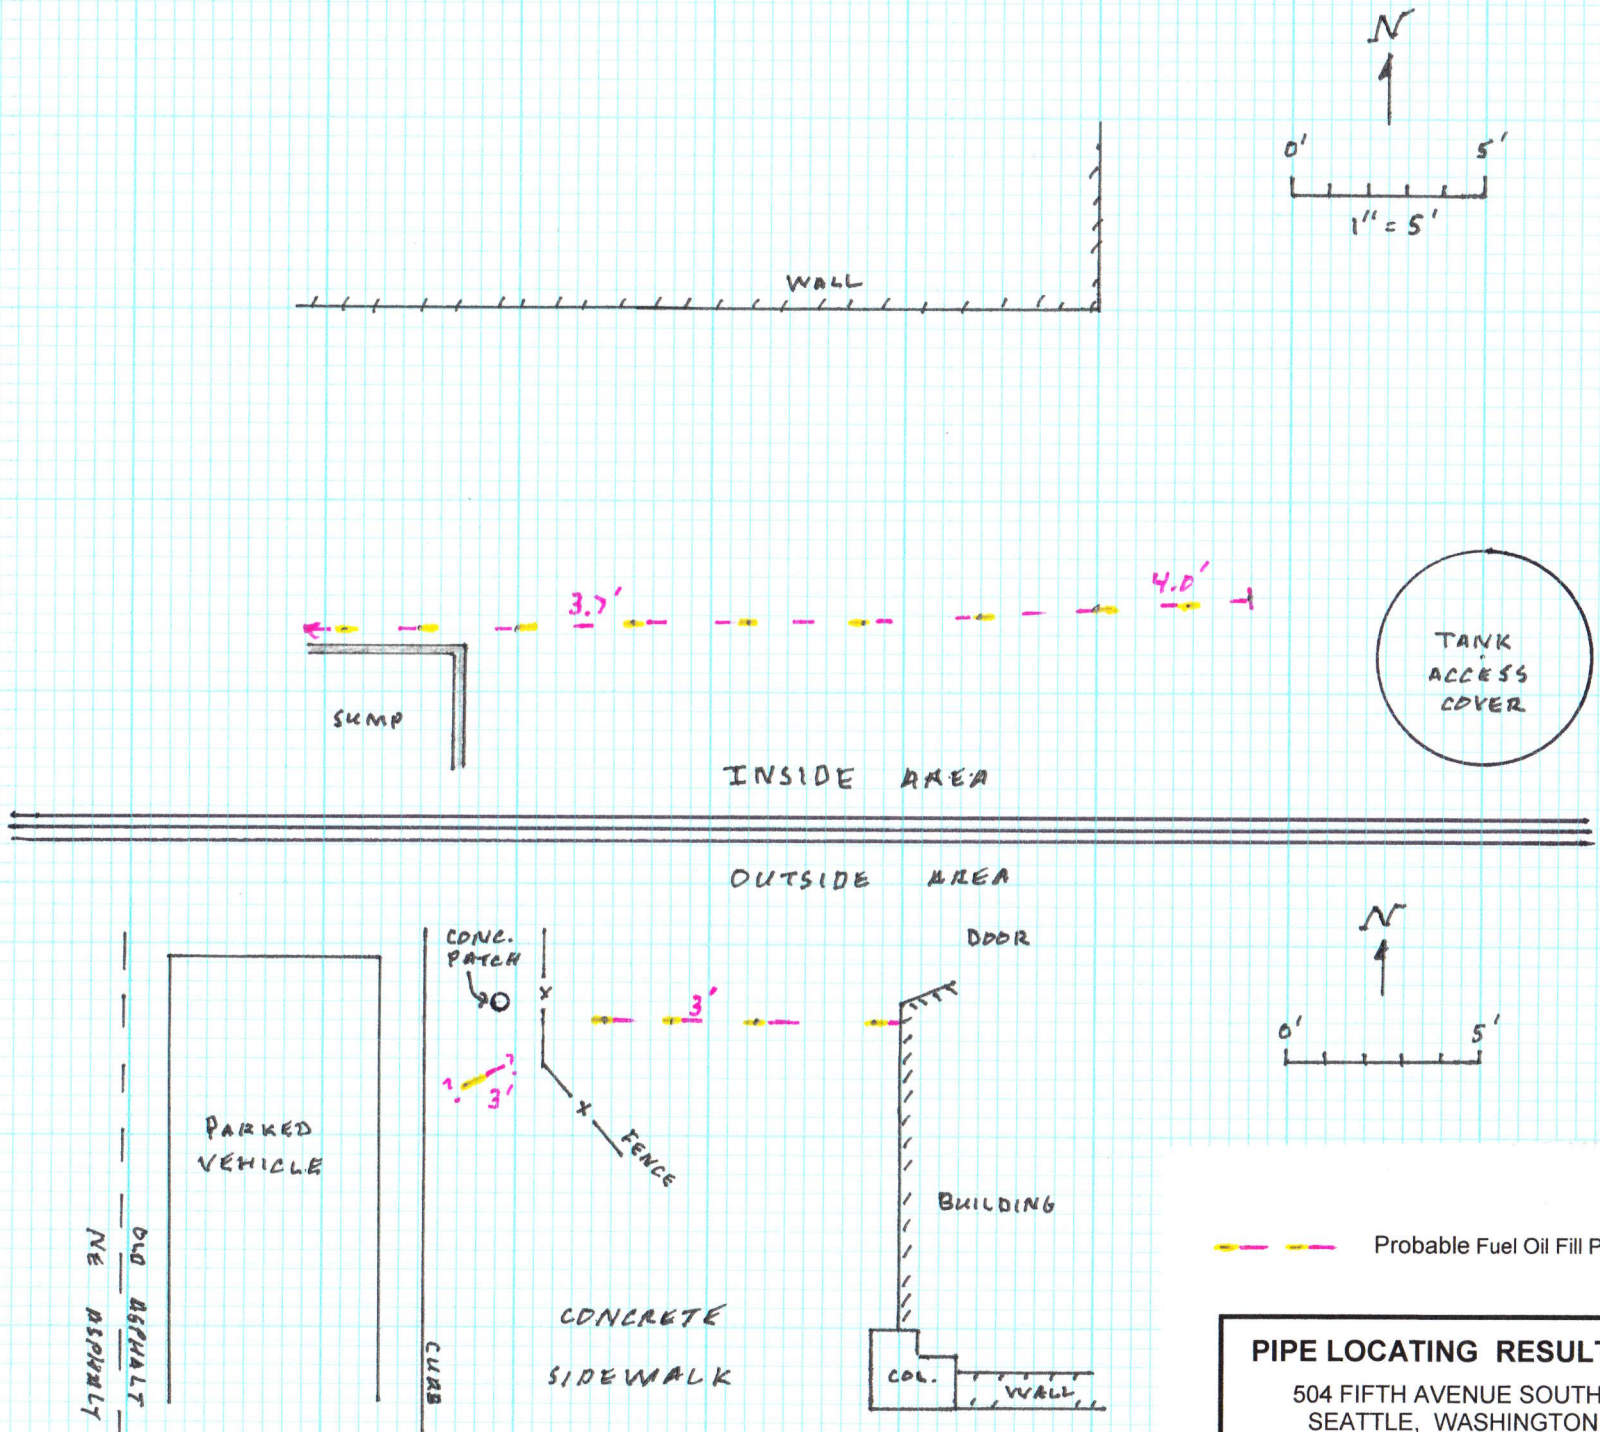 N
0' 5'
1" = 5'
WALL
3.7'
4.0'
TANK
ACCESS
COVER
SUMP
INSIDE AREA
OUTSIDE AREA
N
0' 5'
CONC.
PATCH
DOOR
x
3'
? ?
3'
x
FENCE
PARKED
VEHICLE
BUILDING
OLD ASPHALT
NE ASPHALT
CURB
CONCRETE
SIDEWALK
COL.
WALL
Probable Fuel Oil Fill P
PIPE LOCATING RESULT
504 FIFTH AVENUE SOUTH
SEATTLE, WASHINGTON